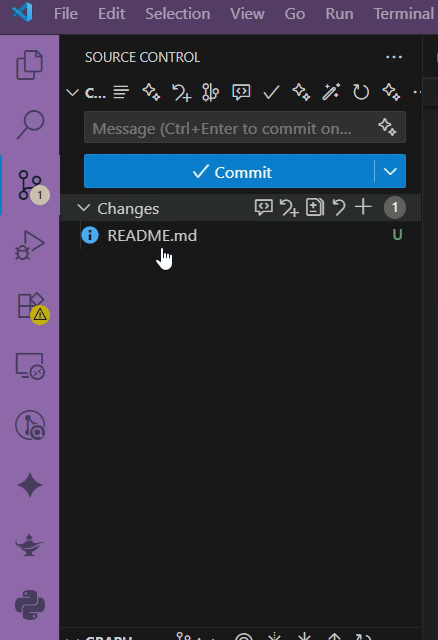 File Edit Selection View Go Run Terminal
SOURCE CONTROL
C...
Message (Ctrl+Enter to commit on...
Commit
1
Changes 1
README.md U
GRAPH